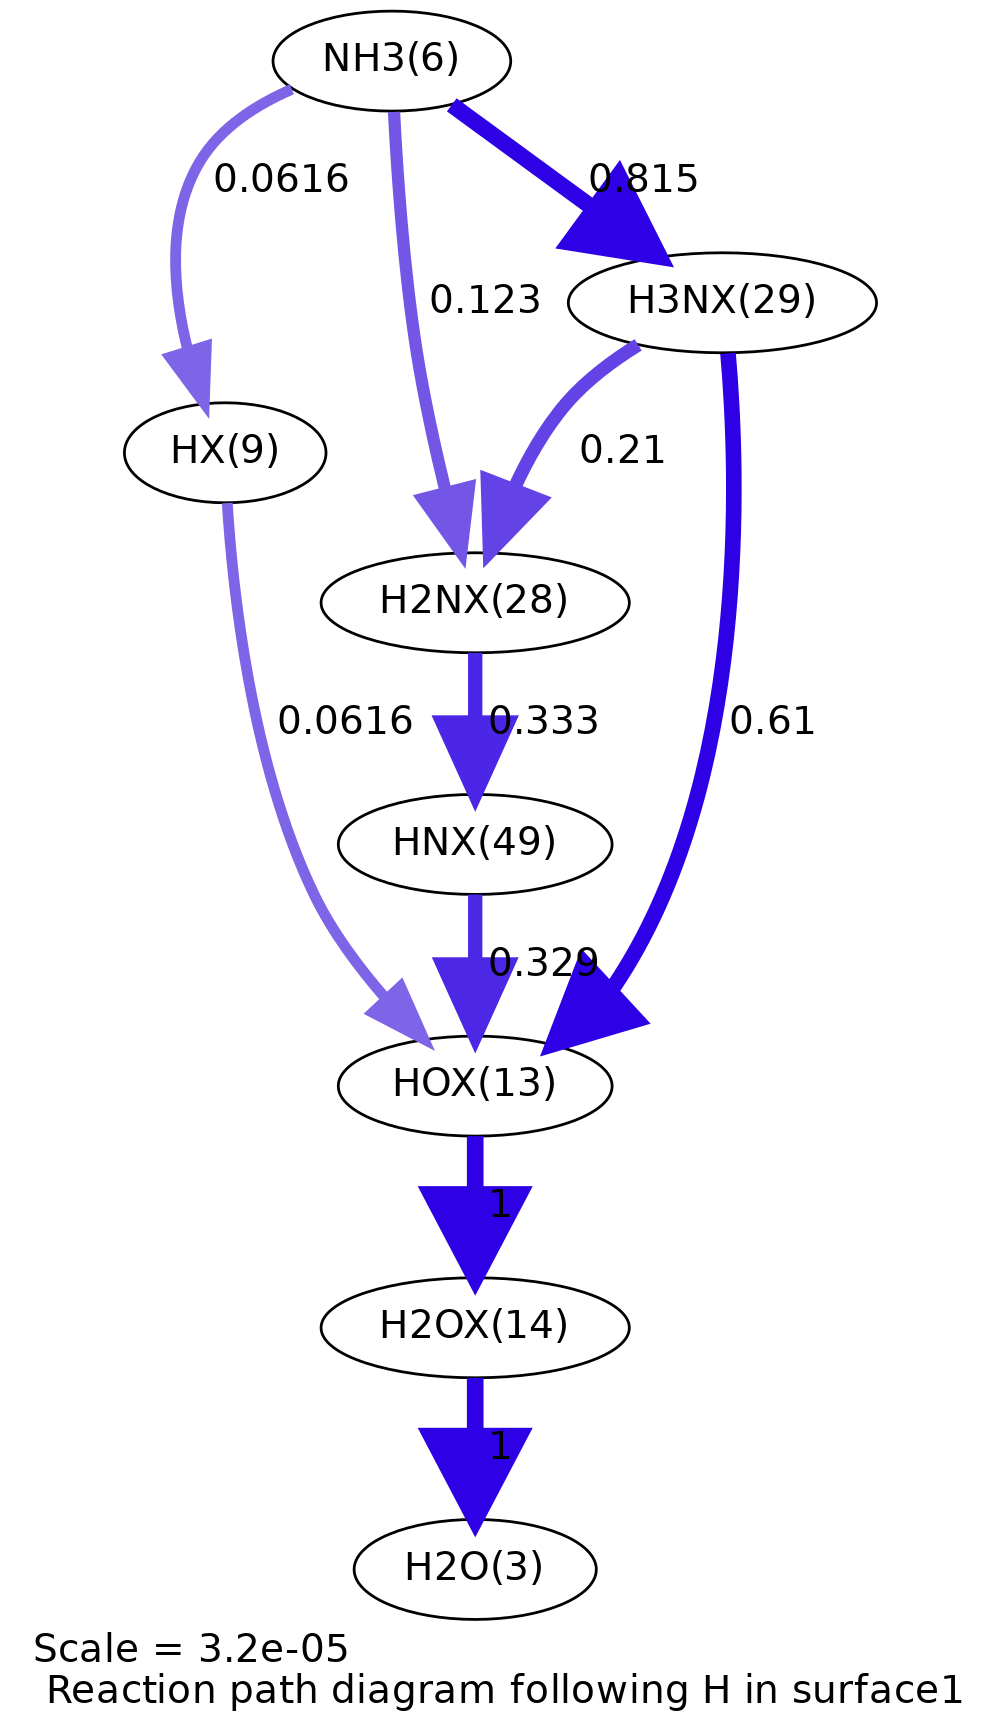 NH3(6)
0.0616
0.815
0.123
H3NX(29)
HX(9)
0.21
H2NX(28)
0.0616
0.333
0.61
HNX(49)
0.329
HOX(13)
1
H2OX(14)
1
H2O(3)
Scale = 3.2e-05
Reaction path diagram following H in surface1